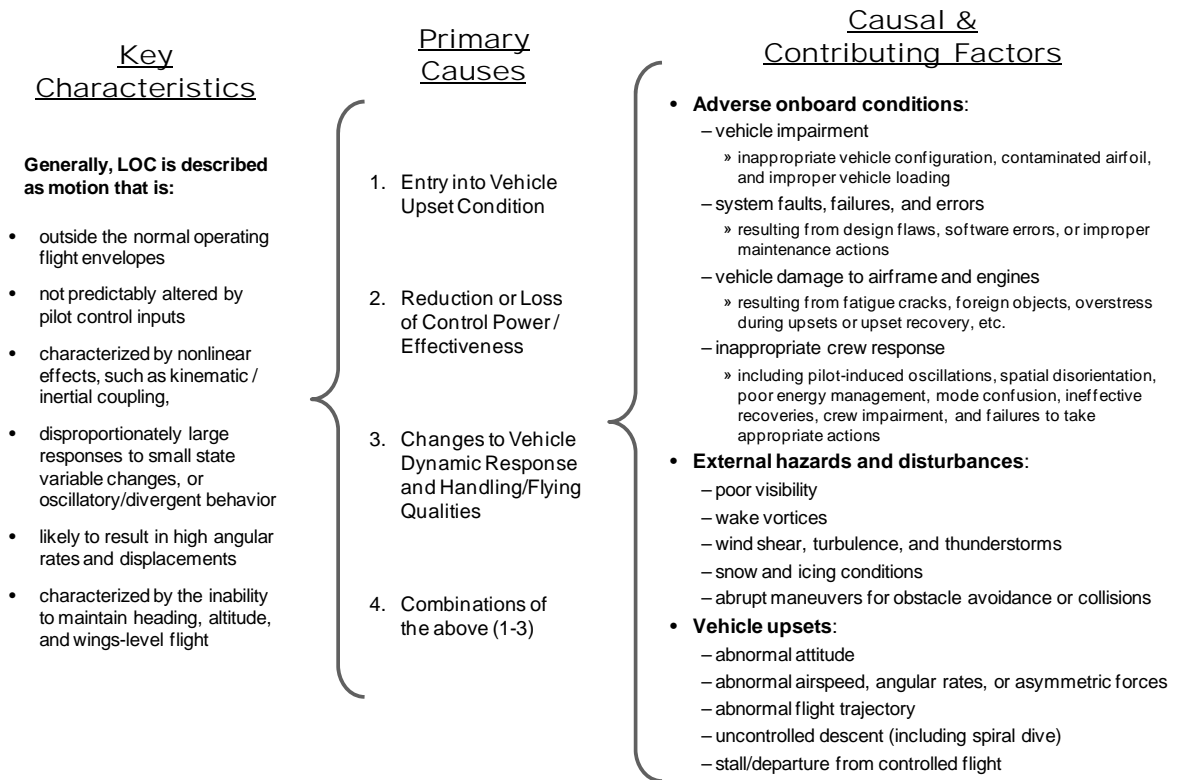 Key
Characteristics
Generally, LOC is described
as motion that is:
• outside the normal operating
flight envelopes
• not predictably altered by
pilot control inputs
• characterized by nonlinear
effects, such as kinematic /
inertial coupling,
• disproportionately large
responses to small state
variable changes, or
oscillatory/divergent behavior
• likely to result in high angular
rates and displacements
• characterized by the inability
to maintain heading, altitude,
and wings-level flight
Primary
Causes
1. Entry into Vehicle
Upset Condition
2. Reduction or Loss
of Control Power /
Effectiveness
3. Changes to Vehicle
Dynamic Response
and Handling/Flying
Qualities
4. Combinations of
the above (1-3)
Causal &
Contributing Factors
• Adverse onboard conditions:
– vehicle impairment
» inappropriate vehicle configuration, contaminated airfoil,
and improper vehicle loading
– system faults, failures, and errors
» resulting from design flaws, software errors, or improper
maintenance actions
– vehicle damage to airframe and engines
» resulting from fatigue cracks, foreign objects, overstress
during upsets or upset recovery, etc.
– inappropriate crew response
» including pilot-induced oscillations, spatial disorientation,
poor energy management, mode confusion, ineffective
recoveries, crew impairment, and failures to take
appropriate actions
• External hazards and disturbances:
– poor visibility
– wake vortices
– wind shear, turbulence, and thunderstorms
– snow and icing conditions
– abrupt maneuvers for obstacle avoidance or collisions
• Vehicle upsets:
– abnormal attitude
– abnormal airspeed, angular rates, or asymmetric forces
– abnormal flight trajectory
– uncontrolled descent (including spiral dive)
– stall/departure from controlled flight